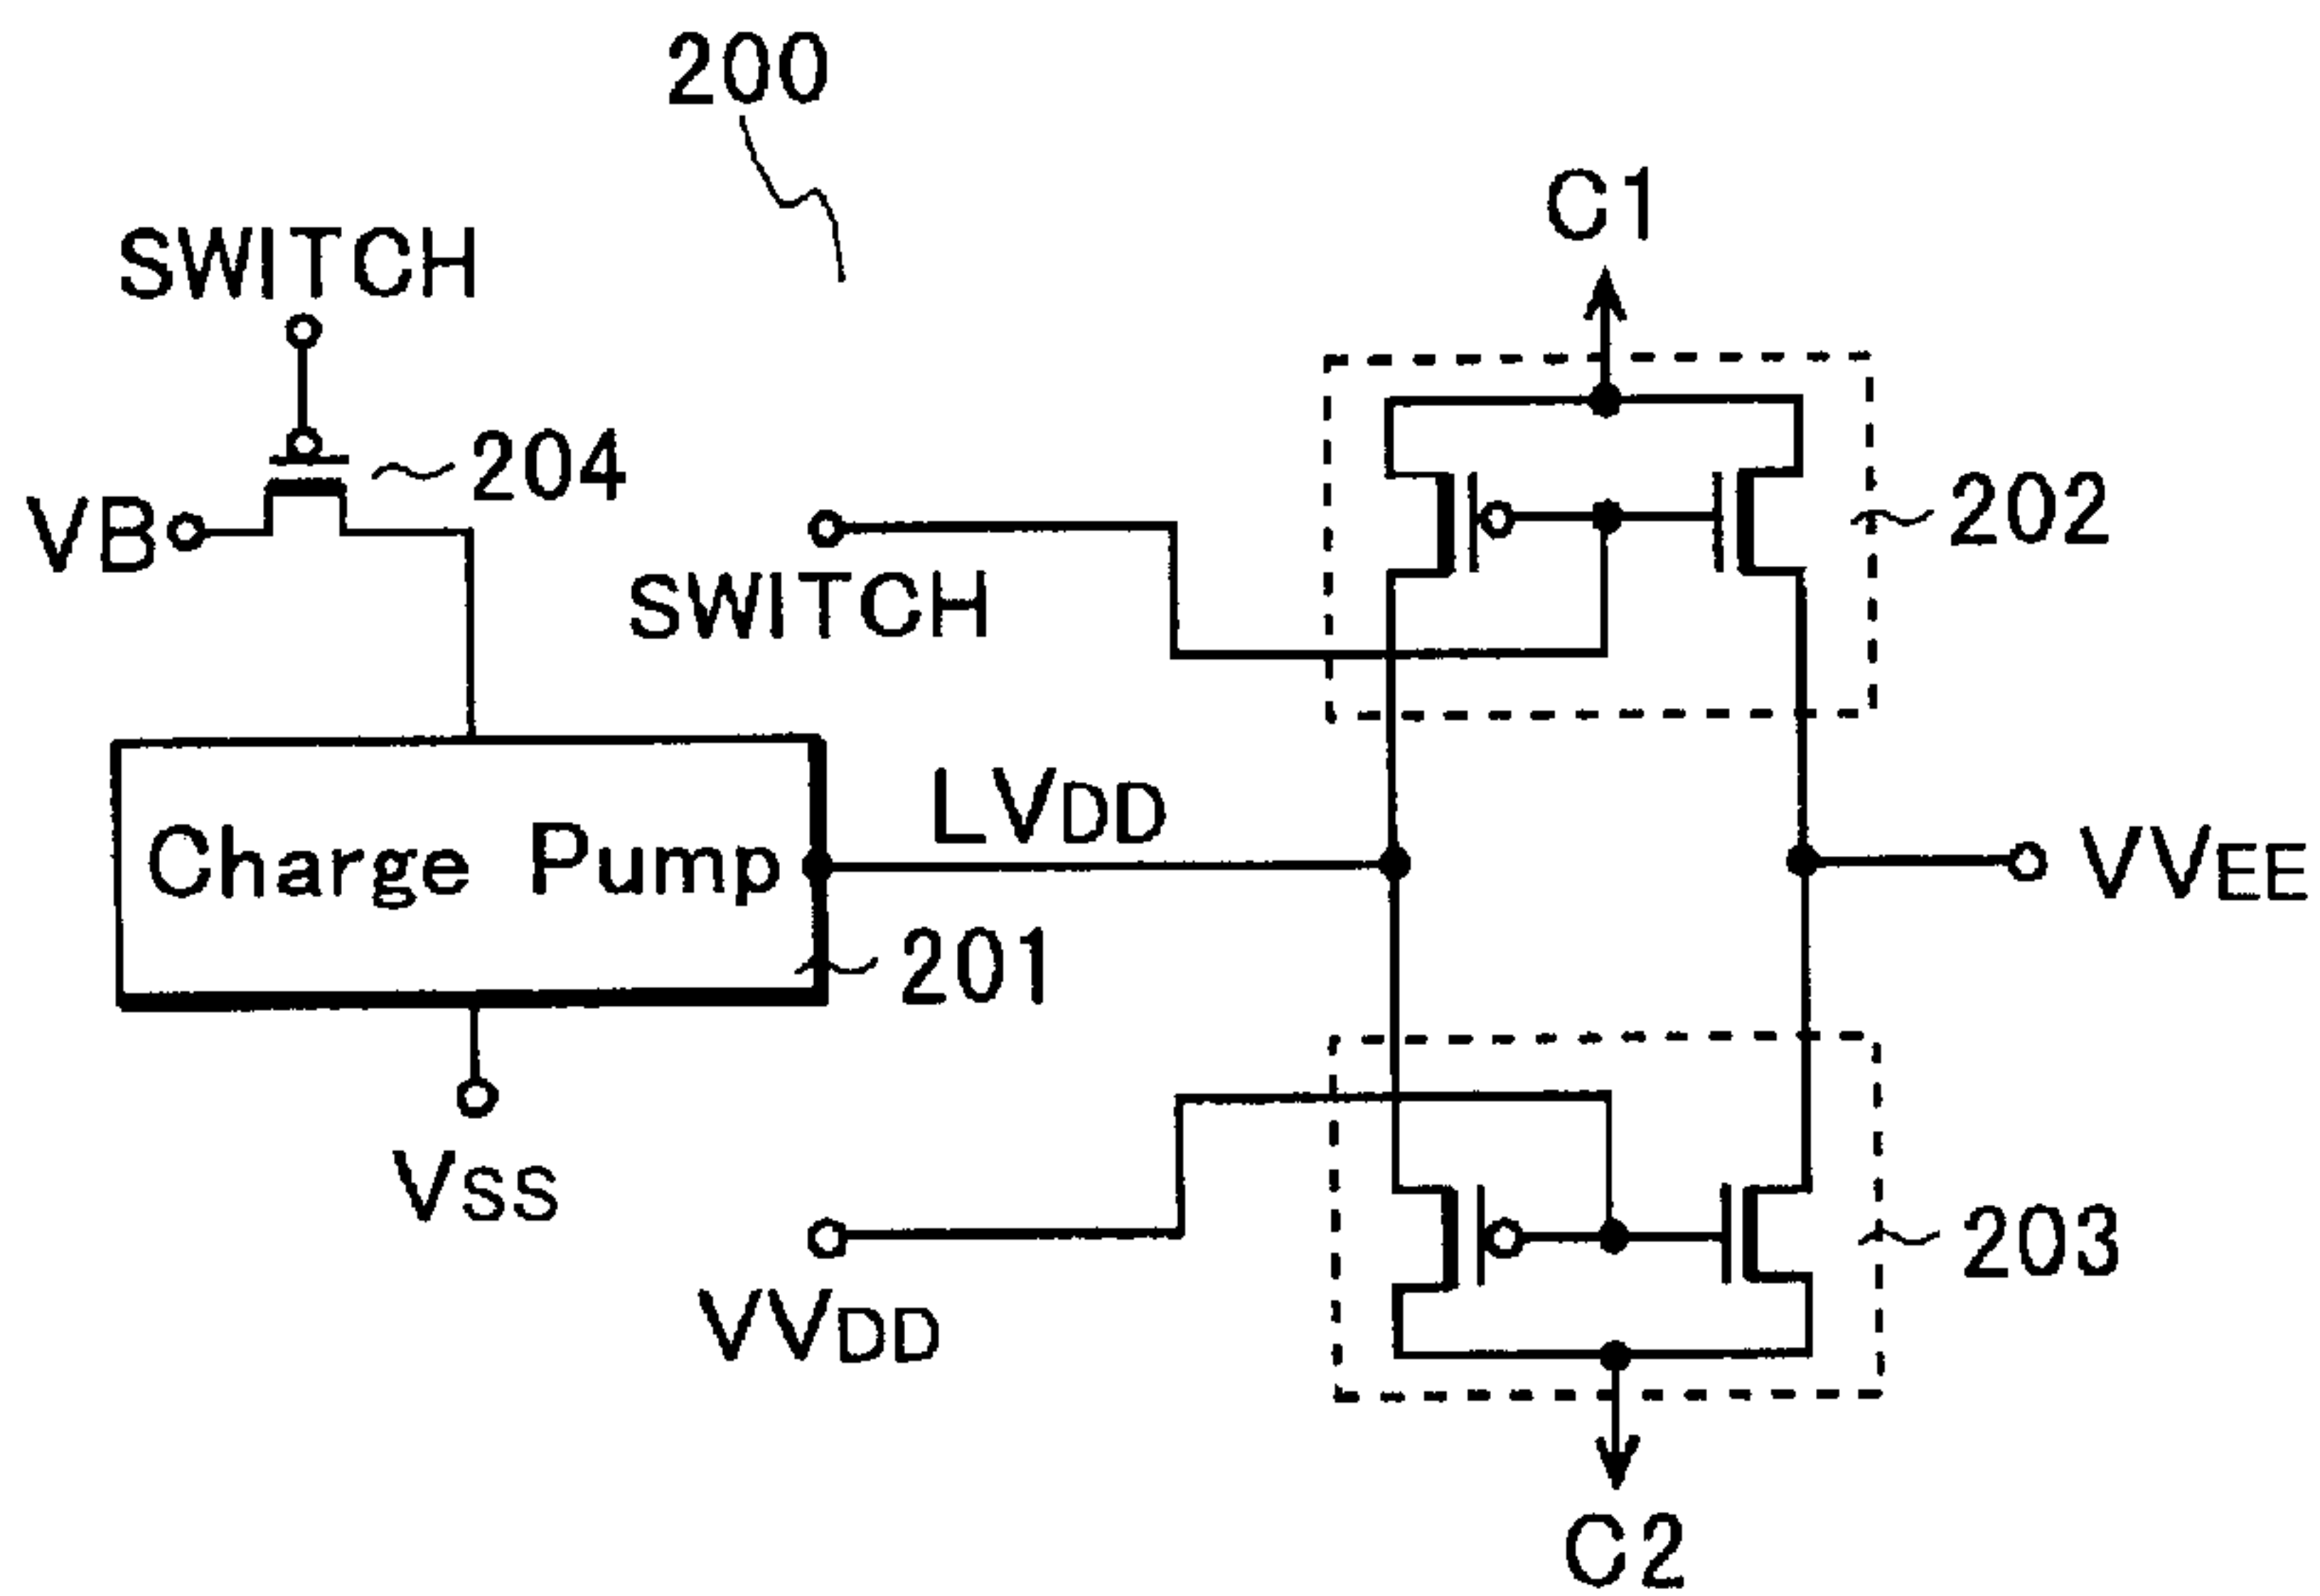 200
C1
SWITCH
204
VB
202
SWITCH
LVDD
Charge Pump
VVEE
201
VSS
203
VVDD
C2